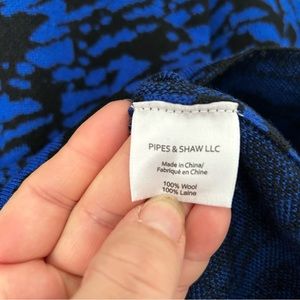 PIPES & SHAW LLC
Made in China/
Fabriqué en Chine
100% Wool
100% Laine